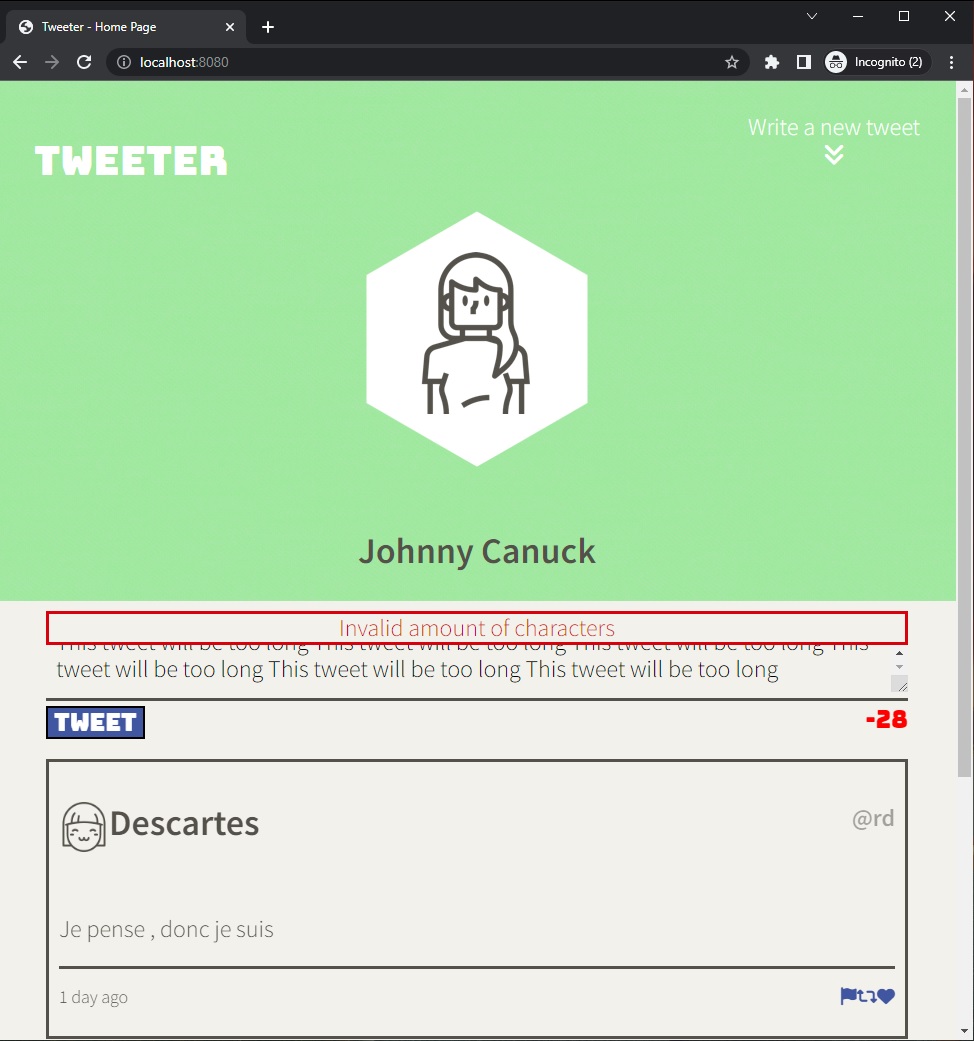 Tweeter - Home Page
localhost:8080
Incognito (2)
Write a new tweet
TWEETER
Johnny Canuck
Invalid amount of characters
This tweet will be too long This tweet will be too long This tweet will be too long This
tweet will be too long This tweet will be too long This tweet will be too long
TWEET
-28
Descartes
@rd
Je pense , donc je suis
1 day ago